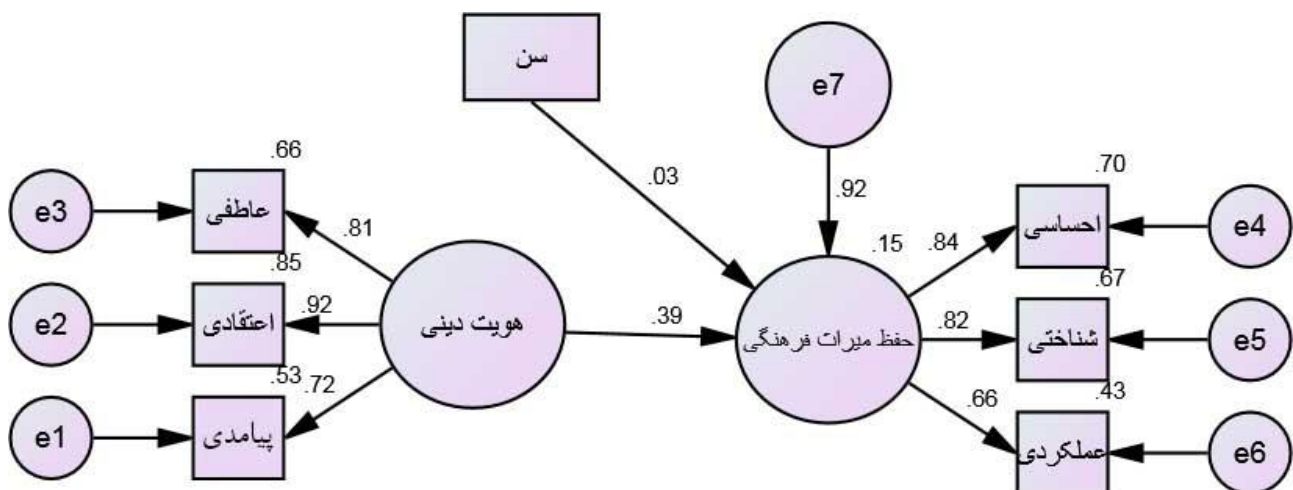 سن
e7
.66
.03
.70
e3
عاطفی
.92
احساسی
e4
.81
.15
.84
.85
.67
e2
اعتقادی
.92
هویت دینی
.39
حفظ میرات فرهنگی
.82
شناختی
e5
.53
.72
.43
.66
e1
پیامدی
عملکردی
e6